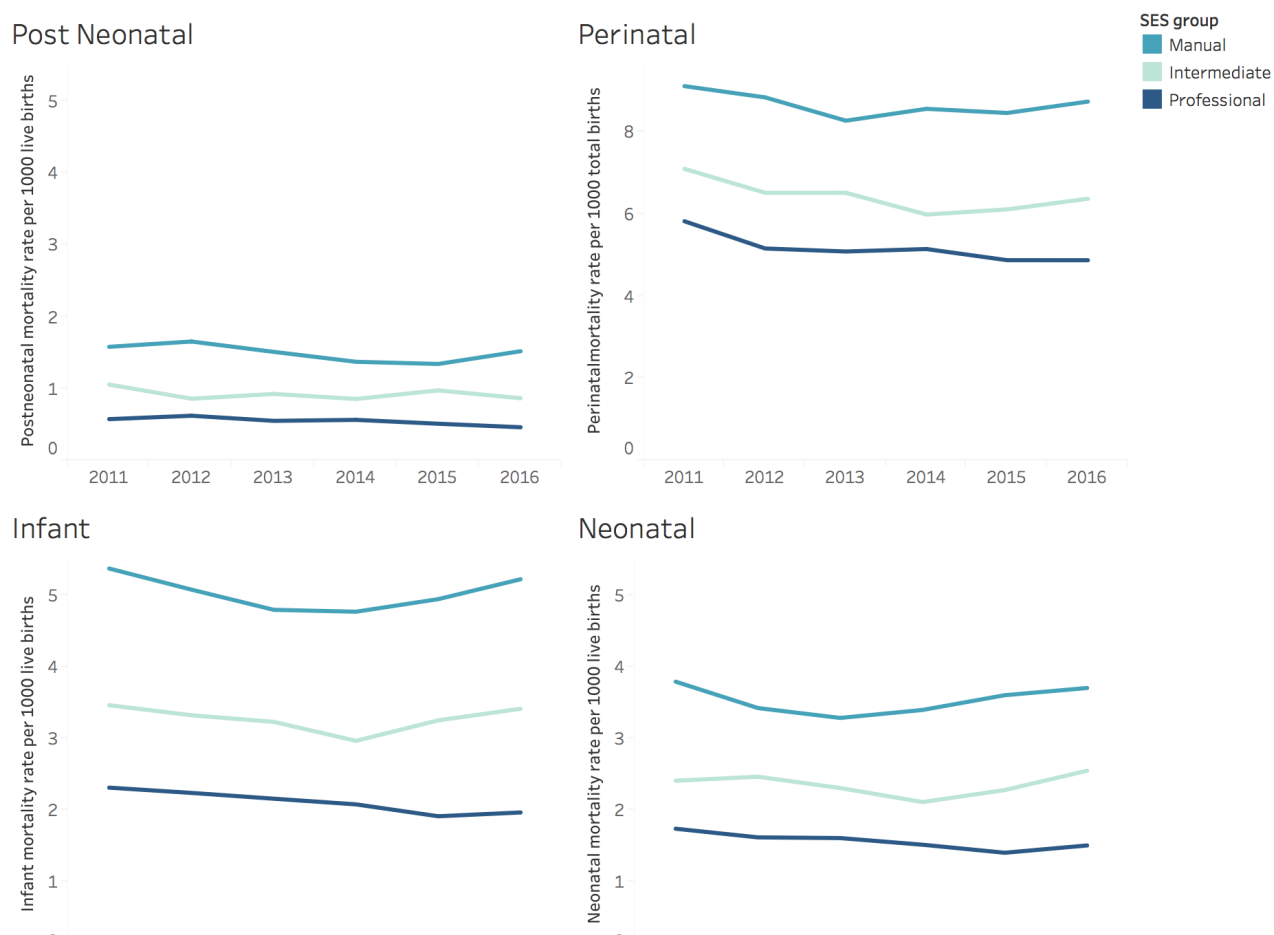 Post Neonatal
Postneonatal mortality rate per 1000 live births
5
4
3
2
1
0
2011 2012 2013 2014 2015 2016
Perinatal
Perinatalmortality rate per 1000 total births
8
6
4
2
0
2011 2012 2013 2014 2015 2016
SES group
Manual
Intermediate
Professional
Infant
Infant mortality rate per 1000 live births
5
4
3
2
1
Neonatal
Neonatal mortality rate per 1000 live births
5
4
3
2
1